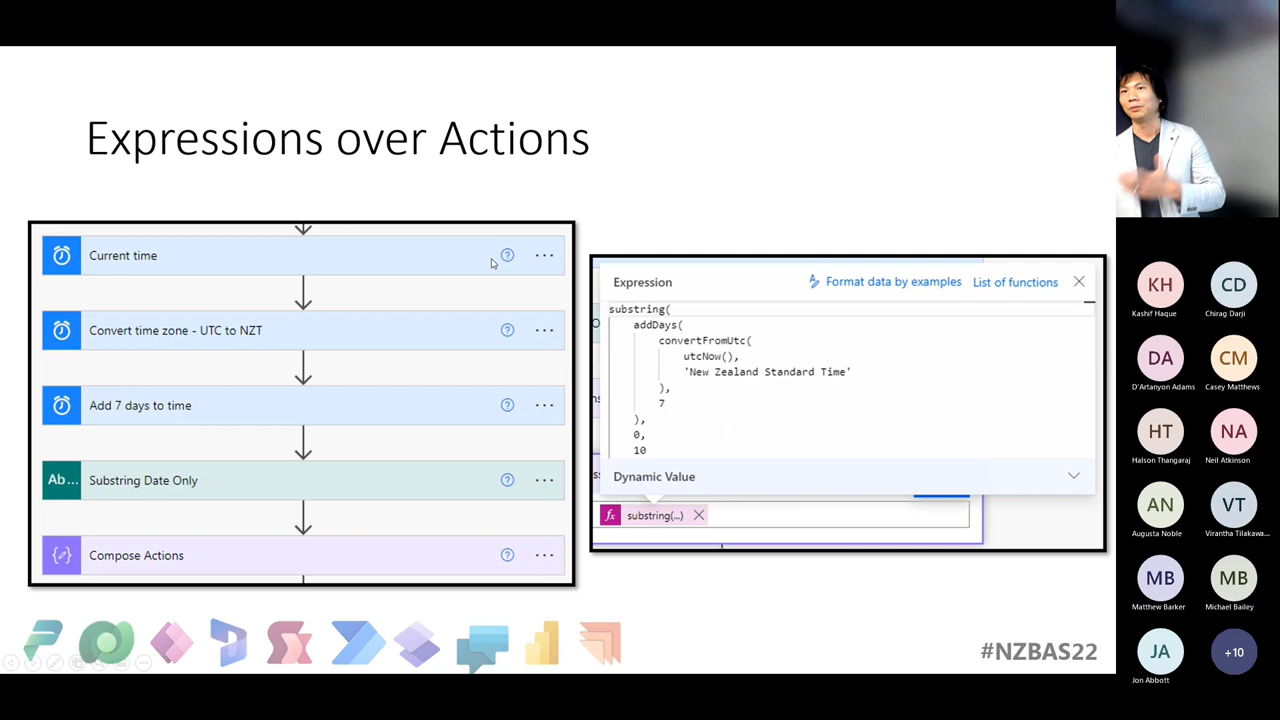 Expressions over Actions
Current time
Convert time zone - UTC to NZT
Add 7 days to time
Ab...
Substring Date Only
Compose Actions
Expression
Format data by examples
List of functions
substring(
addDays(
convertFromUtc(
utcNow(),
'New Zealand Standard Time'
),
7
),
0,
10
Dynamic Value
fx
substring(...)
#NZBAS22
KH
Kashif Haque
CD
Chirag Darji
DA
D'Artanyon Adams
CM
Casey Matthews
HT
Halson Thangaraj
NA
Neil Atkinson
AN
Augusta Noble
VT
Virantha Tilakawa...
MB
Matthew Barker
MB
Michael Bailey
JA
Jon Abbott
+10